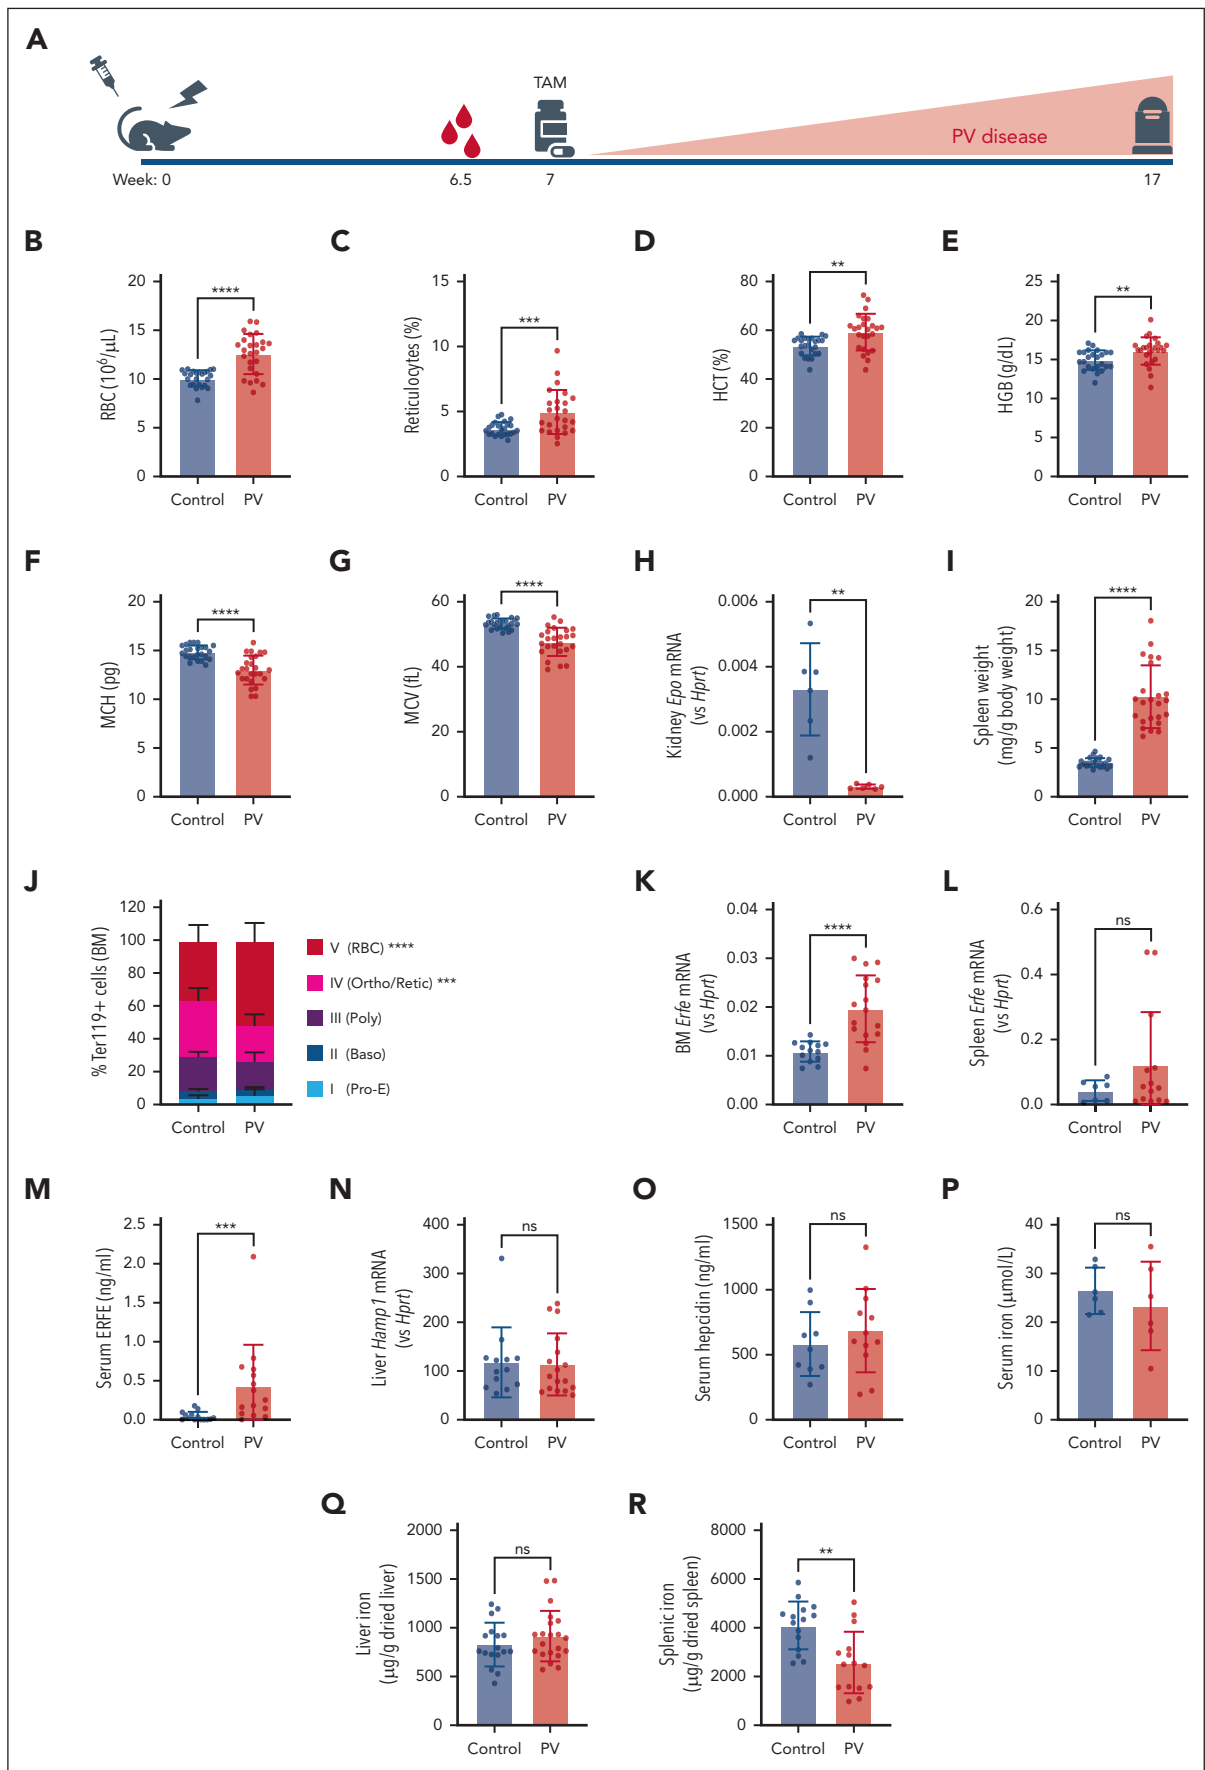 A
TAM
PV disease
Week: 0
6.5
7
17
B
RBC (10⁶/μL)
20
15
10
5
0
****
Control
PV
C
Reticulocytes (%)
15
10
5
0
***
Control
PV
D
HCT (%)
80
60
40
20
0
**
Control
PV
E
HGB (g/dL)
25
20
15
10
5
0
**
Control
PV
F
MCH (pg)
20
15
10
5
0
****
Control
PV
G
MCV (fL)
60
40
20
0
****
Control
PV
H
Kidney Epo mRNA
(vs Hprt)
0.006
0.004
0.002
0.000
**
Control
PV
I
Spleen weight
(mg/g body weight)
20
15
10
5
0
****
Control
PV
J
% Ter119+ cells (BM)
120
100
80
60
40
20
0
Control
PV
V (RBC) ****
IV (Ortho/Retic) ***
III (Poly)
II (Baso)
I (Pro-E)
K
BM Erfe mRNA
(vs Hprt)
0.04
0.03
0.02
0.01
0.00
****
Control
PV
L
Spleen Erfe mRNA
(vs Hprt)
0.6
0.4
0.2
0.0
ns
Control
PV
M
Serum ERFE (ng/ml)
2.5
2.0
1.5
1.0
0.5
0.0
***
Control
PV
N
Liver Hamp1 mRNA
(vs Hprt)
400
300
200
100
0
ns
Control
PV
O
Serum hepcidin (ng/ml)
1500
1000
500
0
ns
Control
PV
P
Serum iron (μmol/L)
40
30
20
10
0
ns
Control
PV
Q
Liver iron
(μg/g dried liver)
2000
1500
1000
500
0
ns
Control
PV
R
Splenic iron
(μg/g dried spleen)
8000
6000
4000
2000
0
**
Control
PV